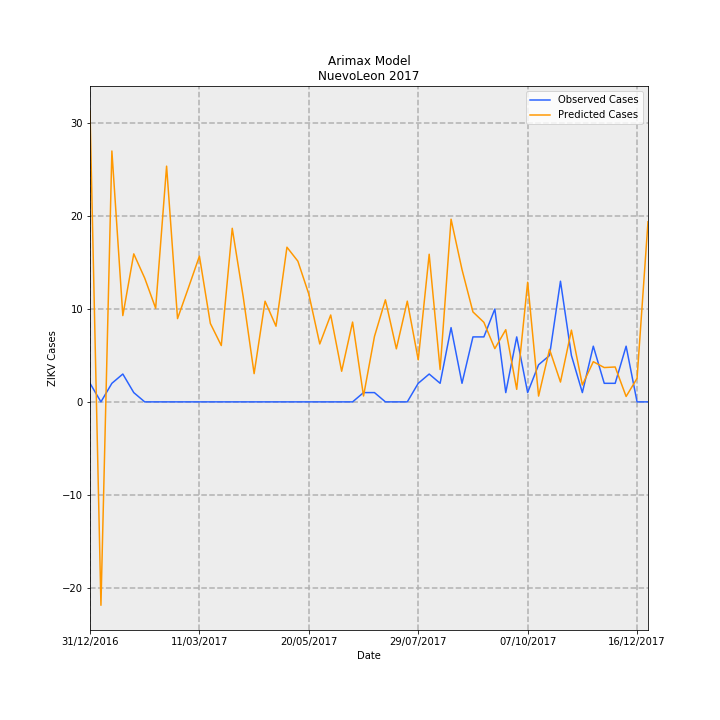 Arimax Model
NuevoLeon 2017
Observed Cases
Predicted Cases
30
20
10
0
−10
−20
ZIKV Cases
31/12/2016
11/03/2017
20/05/2017
29/07/2017
07/10/2017
16/12/2017
Date